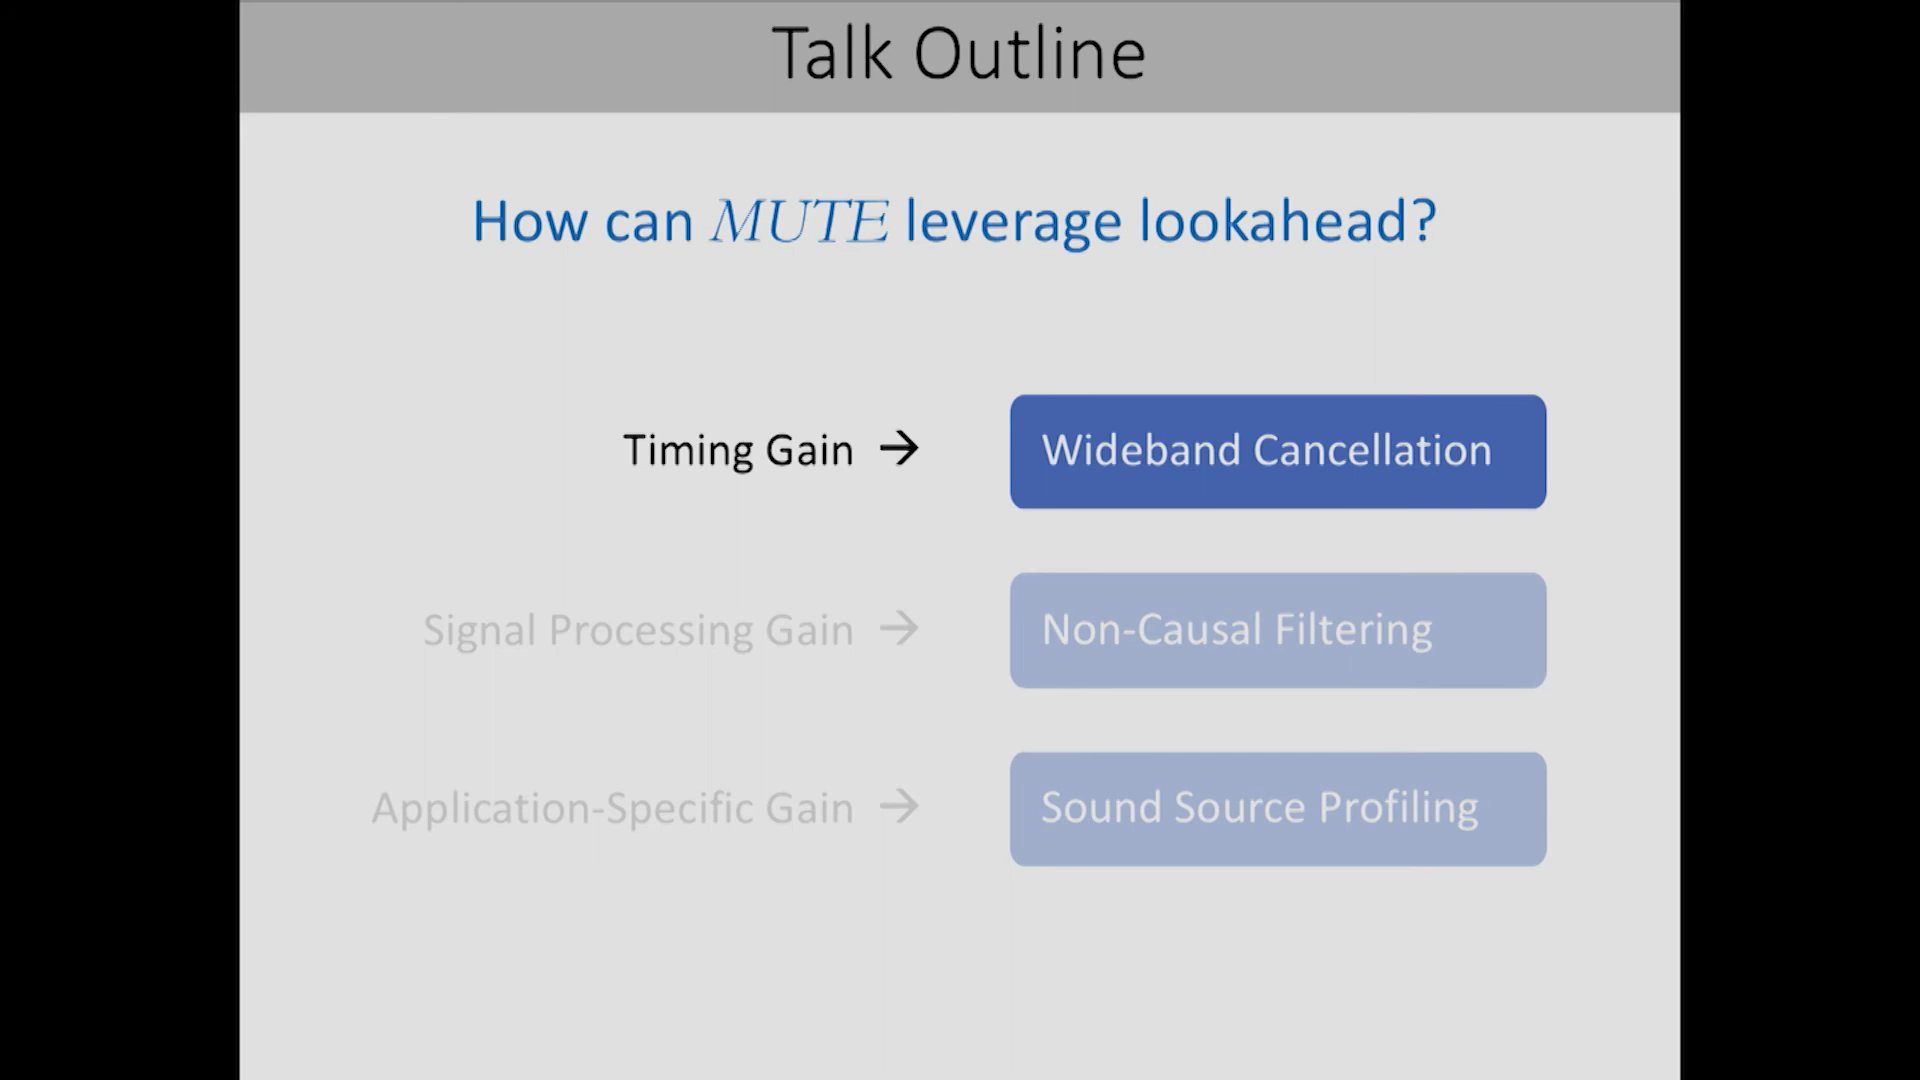 Talk Outline
How can MUTE leverage lookahead?
Timing Gain → Wideband Cancellation
Signal Processing Gain → Non-Causal Filtering
Application-Specific Gain → Sound Source Profiling